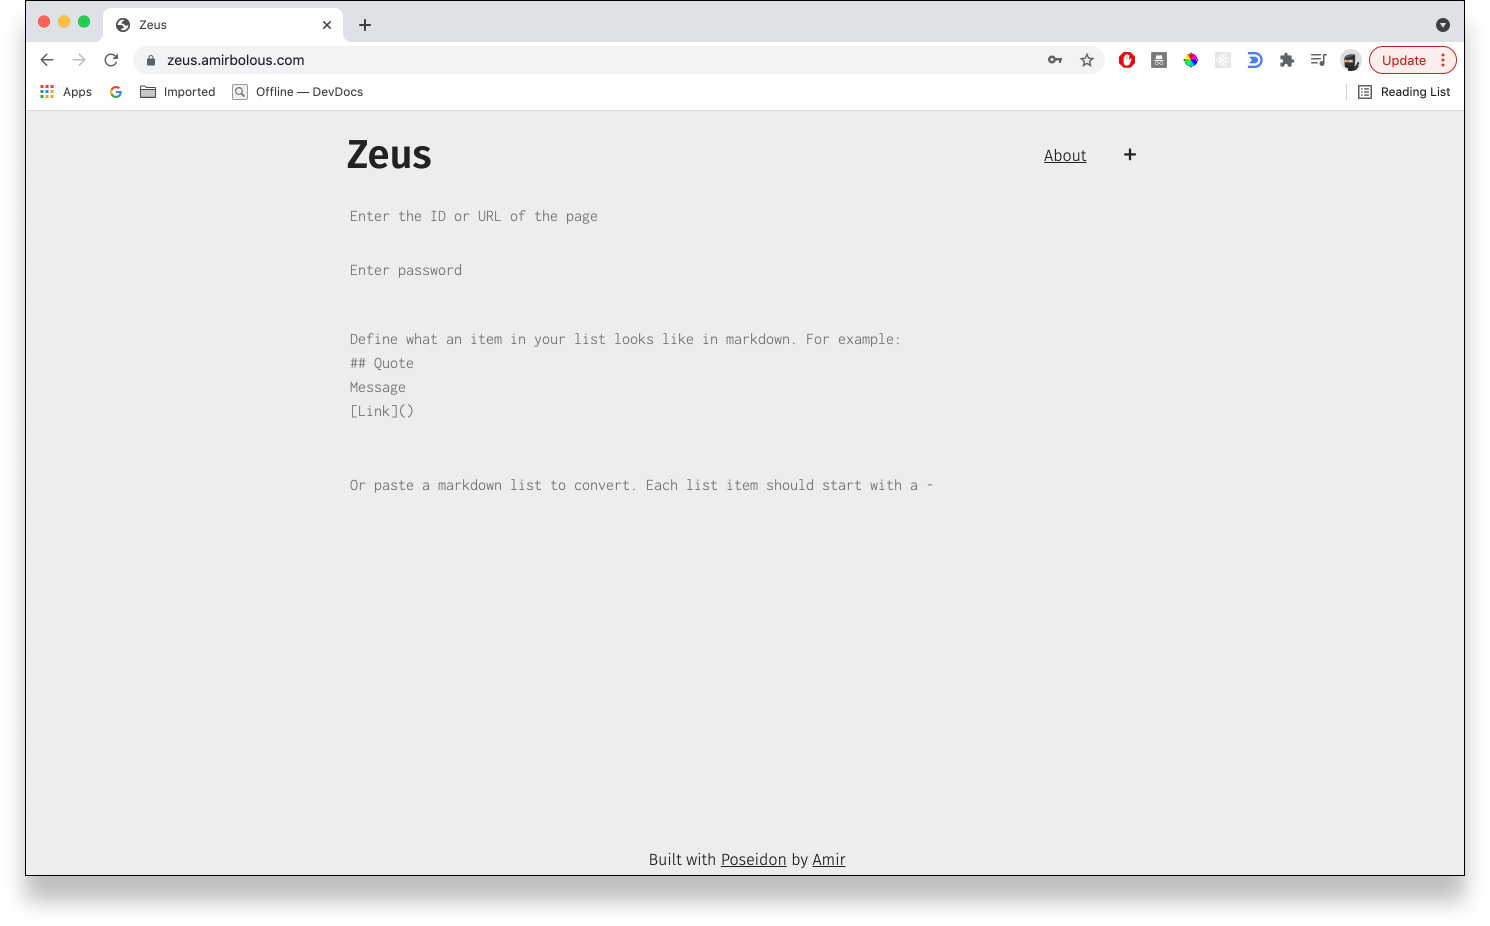 Zeus
zeus.amirbolous.com
Update
Apps
Imported
Offline — DevDocs
Reading List
Zeus
About
+
Enter the ID or URL of the page
Enter password
Define what an item in your list looks like in markdown. For example:
## Quote
Message
[Link]()
Or paste a markdown list to convert. Each list item should start with a -
Built with Poseidon by Amir